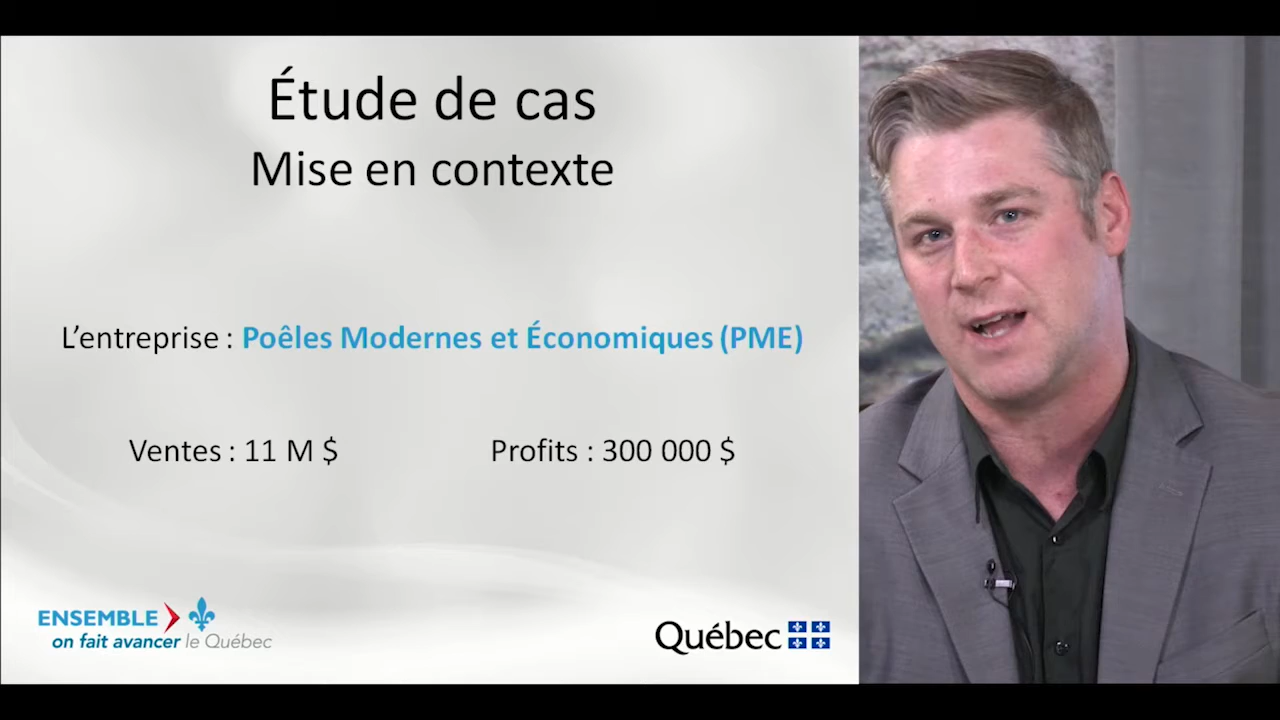 Étude de cas
Mise en contexte
L’entreprise : Poêles Modernes et Économiques (PME)
Ventes : 11 M $ Profits : 300 000 $
ENSEMBLE
on fait avancer le Québec
Québec